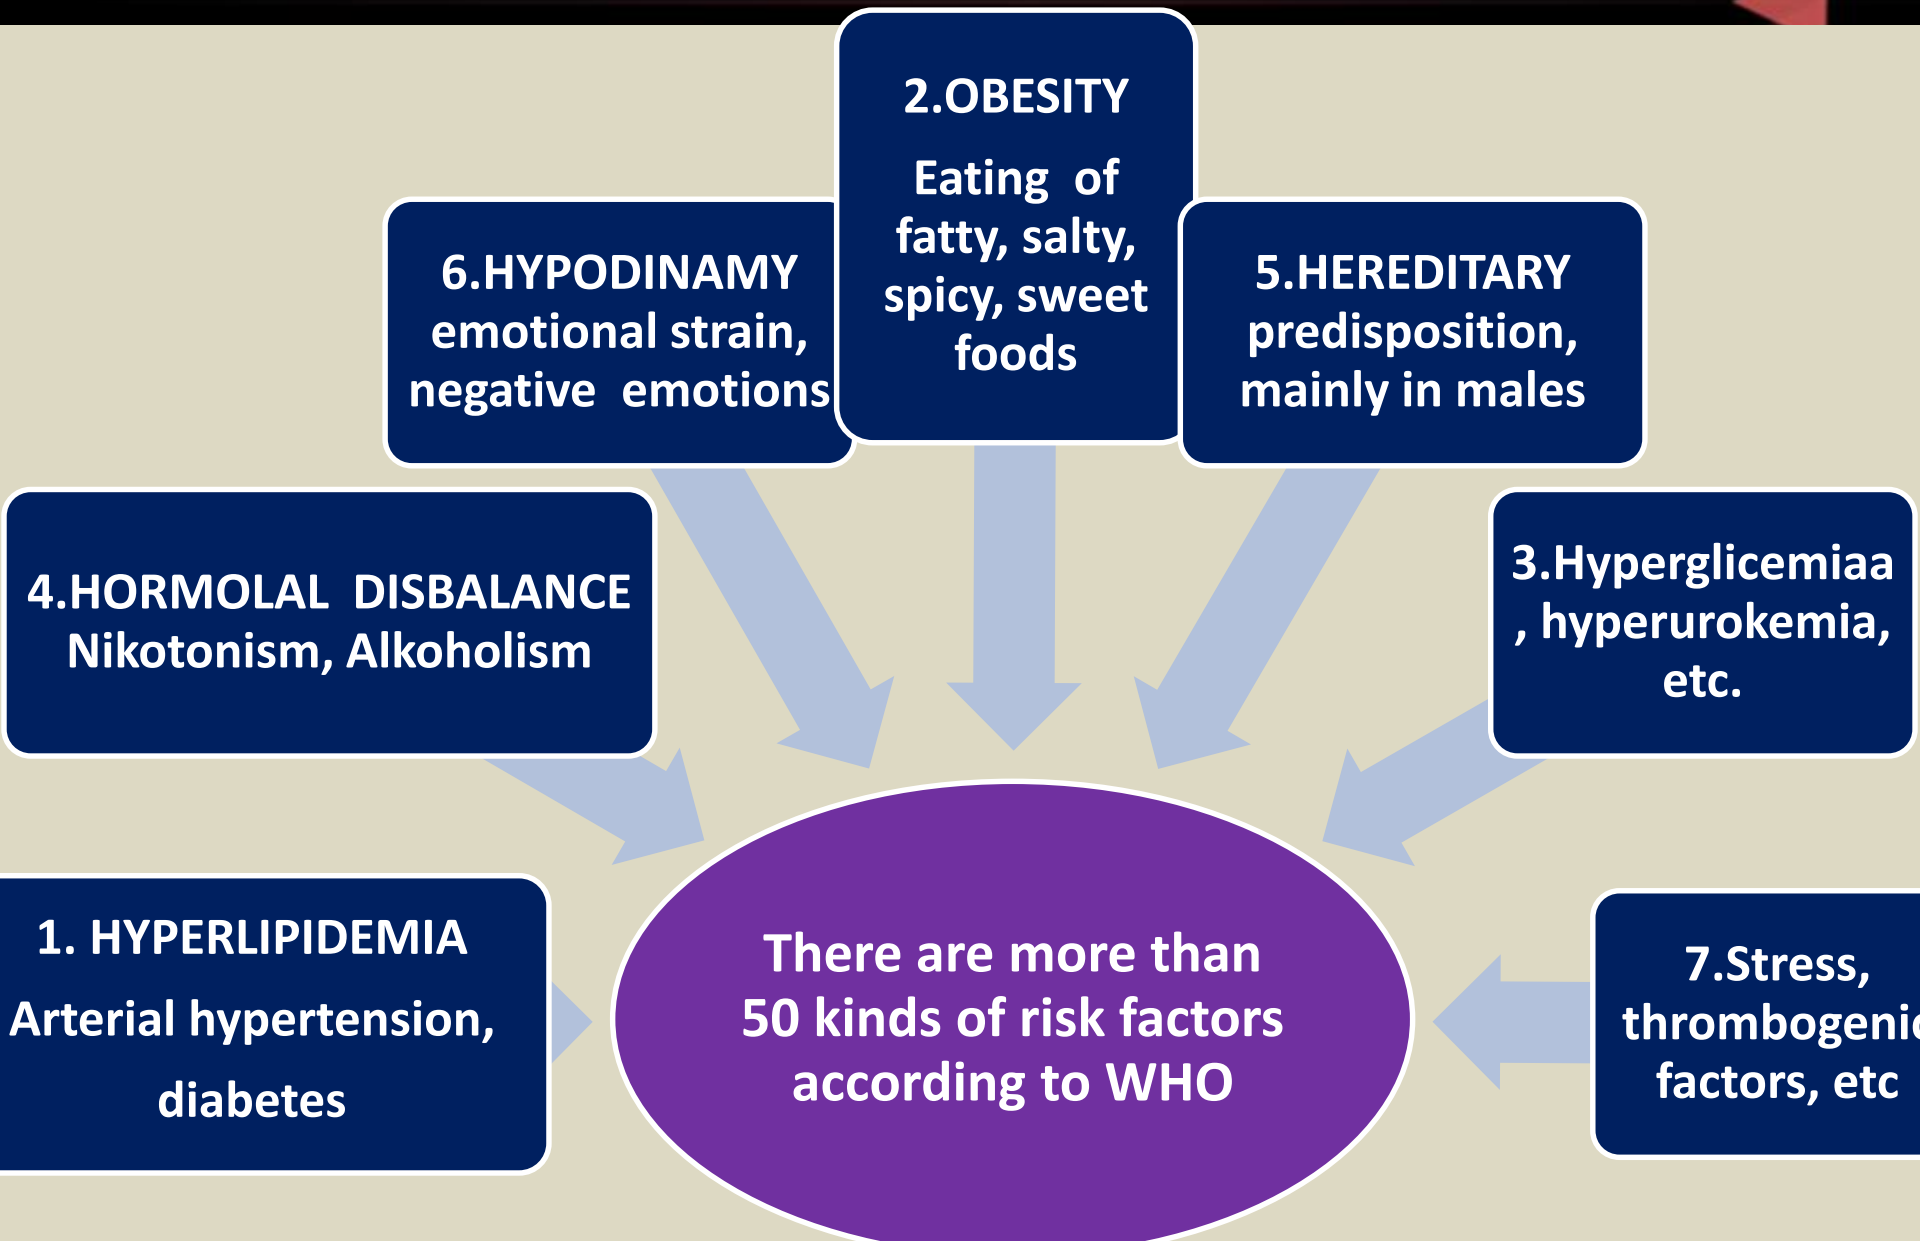 2.OBESITY
Eating of
fatty, salty,
spicy, sweet
foods
6.HYPODINAMY
emotional strain,
negative emotions
5.HEREDITARY
predisposition,
mainly in males
4.HORMOLAL DISBALANCE
Nikotonism, Alkoholism
3.Hyperglicemiaa
, hyperurokemia,
etc.
1. HYPERLIPIDEMIA
Arterial hypertension,
diabetes
There are more than
50 kinds of risk factors
according to WHO
7.Stress,
thrombogenic
factors, etc